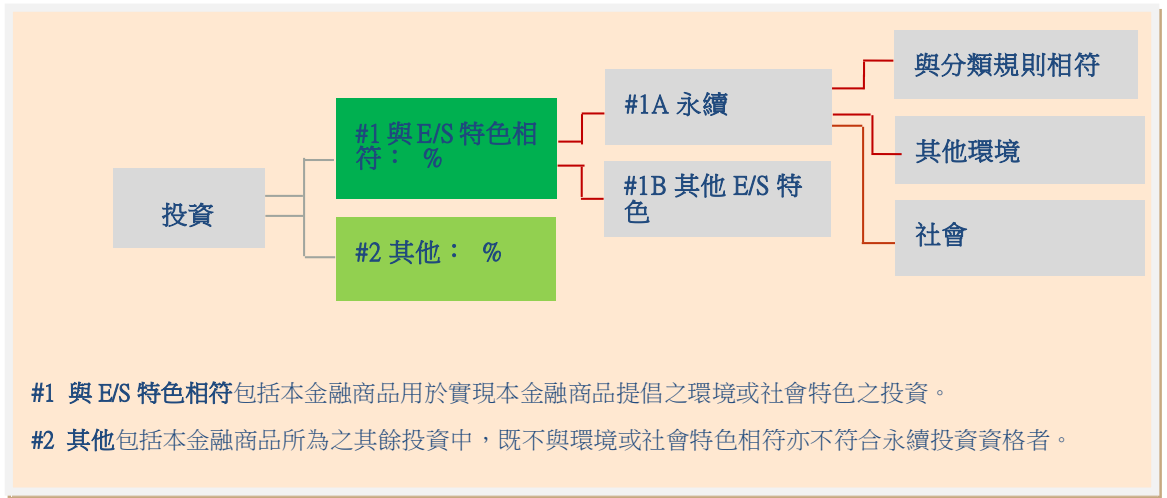 投資
#1 與 E/S 特色相
符： %
#2 其他： %
#1A 永續
#1B 其他 E/S 特
色
與分類規則相符
其他環境
社會
#1 與 E/S 特色相符包括本金融商品用於實現本金融商品提倡之環境或社會特色之投資。
#2 其他包括本金融商品所為之其餘投資中，既不與環境或社會特色相符亦不符合永續投資資格者。